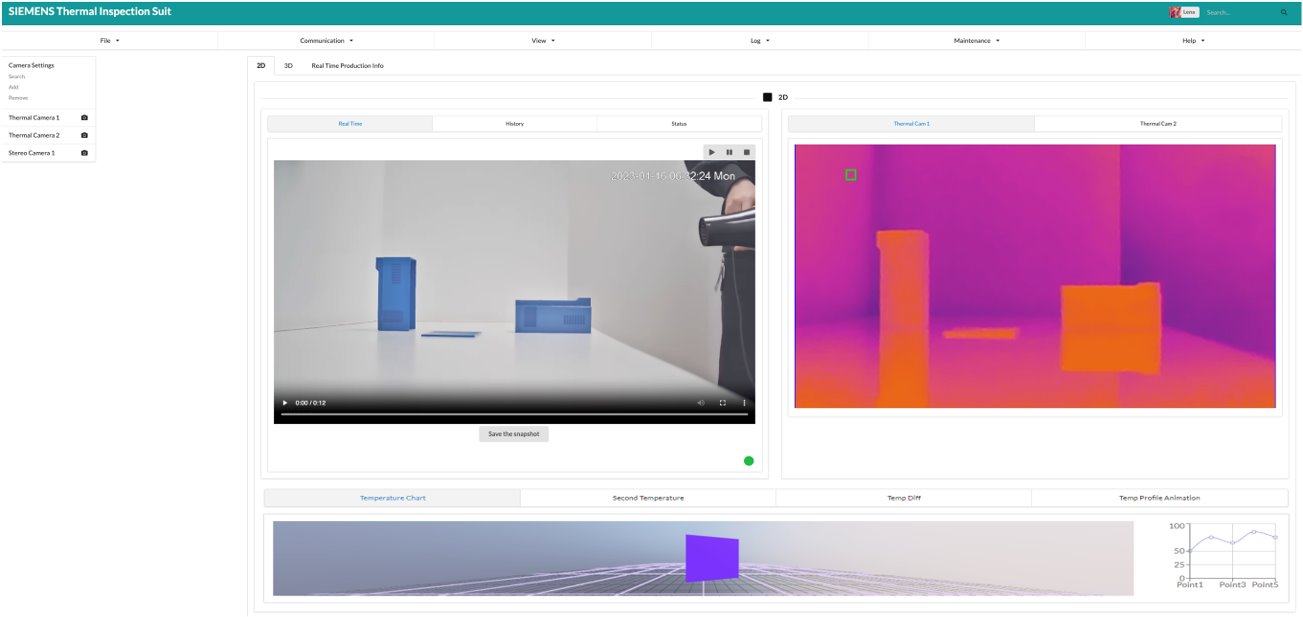 SIEMENS Thermal Inspection Suit
Lena
Search...
File
Communication
View
Log
Maintenance
Help
Camera Settings
Search
Add
Remove
Thermal Camera 1
Thermal Camera 2
Stereo Camera 1
2D
3D
Real Time Production Info
2D
Real Time
History
Status
Thermal Cam 1
Thermal Cam 2
2023-01-16 06:32:24 Mon
0:00 / 0:12
Save the snapshot
Temperature Chart
Second Temperature
Temp Diff
Temp Profile Animation
100
50
25
0
Point1
Point3
Point5